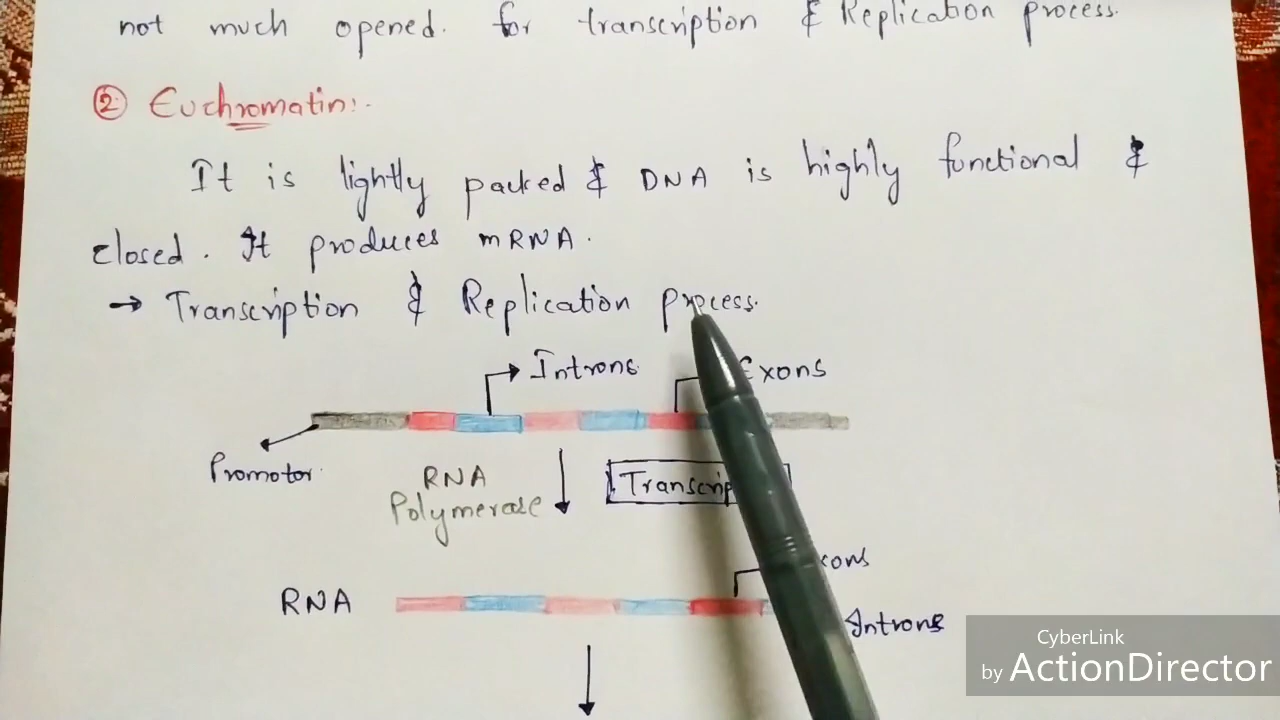 not much opened. for transcription & Replication process.
② Euchromatin:-
It is lightly packed & DNA is highly functional &
closed. It produces mRNA.
→ Transcription & Replication process.
Introns
Exons
Promotor
RNA
Polymerase
RNA
Introns
CyberLink
by ActionDirector